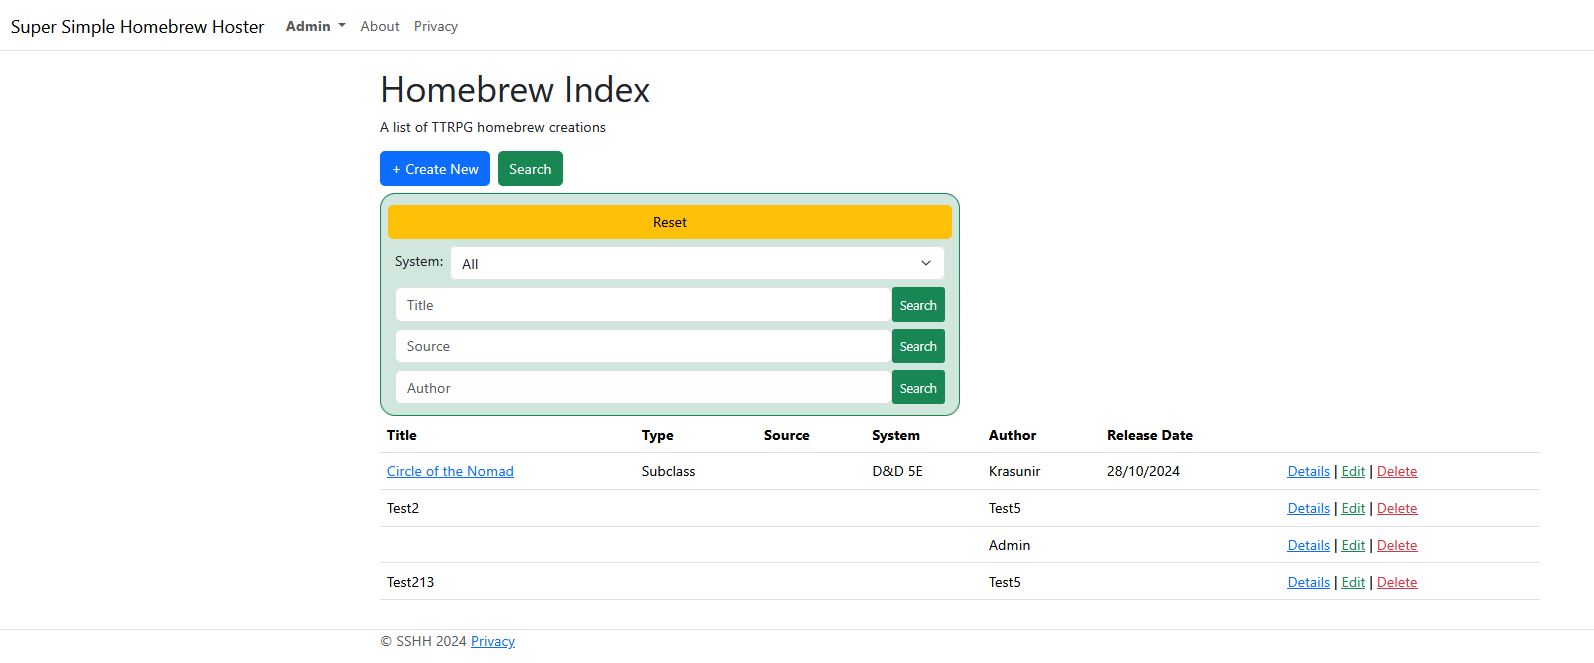 Super Simple Homebrew Hoster Admin About Privacy
Homebrew Index
A list of TTRPG homebrew creations
+ Create New Search
Reset
System: All
Title Search
Source Search
Author Search
Title Type Source System Author Release Date
Circle of the Nomad Subclass D&D 5E Krasunir 28/10/2024 Details | Edit | Delete
Test2 Test5 Details | Edit | Delete
Admin Details | Edit | Delete
Test213 Test5 Details | Edit | Delete
© SSHH 2024 Privacy